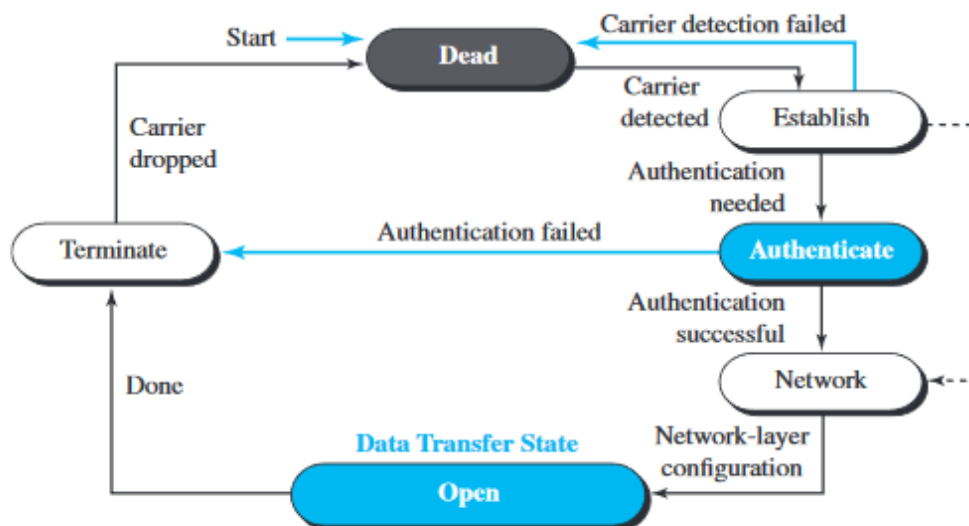 Start
Dead
Carrier detection failed
Carrier
detected
Establish
Carrier
dropped
Authentication
needed
Terminate
Authentication failed
Authenticate
Authentication
successful
Network
Done
Data Transfer State
Open
Network-layer
configuration